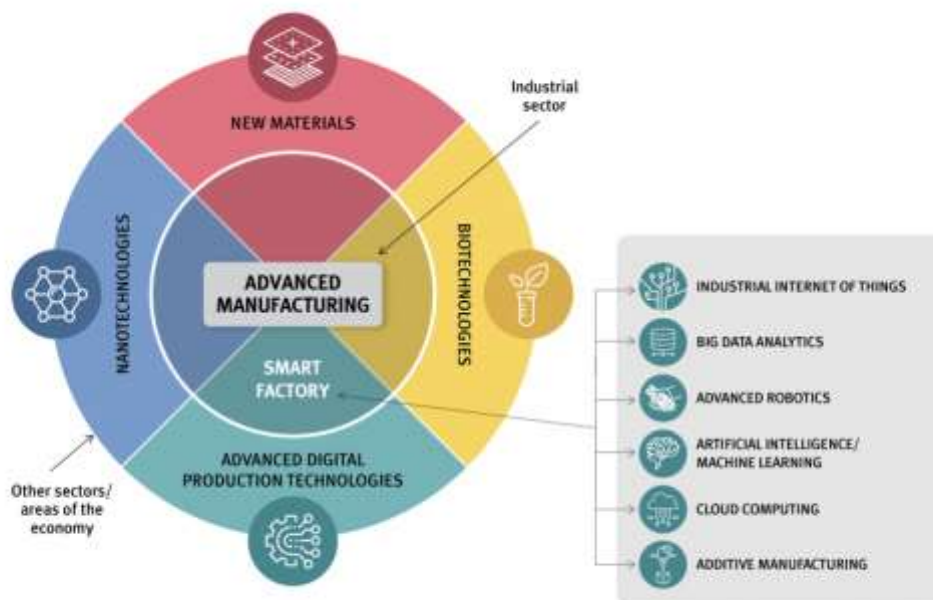 NEW MATERIALS
Industrial
sector
NANOTECHNOLOGIES
BIOTECHNOLOGIES
ADVANCED
MANUFACTURING
SMART
FACTORY
ADVANCED DIGITAL
PRODUCTION TECHNOLOGIES
Other sectors/
areas of the
economy
INDUSTRIAL INTERNET OF THINGS
BIG DATA ANALYTICS
ADVANCED ROBOTICS
ARTIFICIAL INTELLIGENCE/
MACHINE LEARNING
CLOUD COMPUTING
ADDITIVE MANUFACTURING